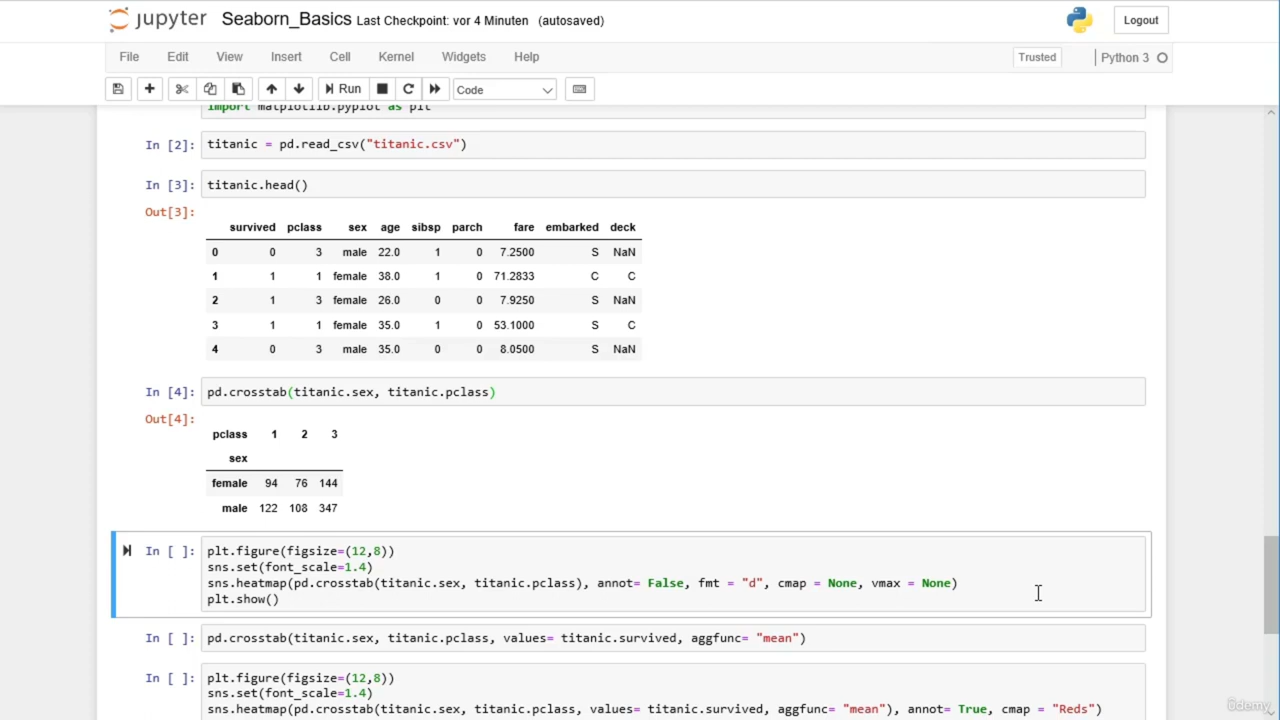 jupyter Seaborn_Basics Last Checkpoint: vor 4 Minuten (autosaved) Logout
File Edit View Insert Cell Kernel Widgets Help Trusted Python 3
Run Code
import matplotlib.pyplot as plt
In [2]: titanic = pd.read_csv("titanic.csv")
In [3]: titanic.head()
Out[3]:
survived pclass sex age sibsp parch fare embarked deck
0 0 3 male 22.0 1 0 7.2500 S NaN
1 1 1 female 38.0 1 0 71.2833 C C
2 1 3 female 26.0 0 0 7.9250 S NaN
3 1 1 female 35.0 1 0 53.1000 S C
4 0 3 male 35.0 0 0 8.0500 S NaN
In [4]: pd.crosstab(titanic.sex, titanic.pclass)
Out[4]:
pclass 1 2 3
sex
female 94 76 144
male 122 108 347
In [ ]: plt.figure(figsize=(12,8))
sns.set(font_scale=1.4)
sns.heatmap(pd.crosstab(titanic.sex, titanic.pclass), annot= False, fmt = "d", cmap = None, vmax = None)
plt.show()
In [ ]: pd.crosstab(titanic.sex, titanic.pclass, values= titanic.survived, aggfunc= "mean")
In [ ]: plt.figure(figsize=(12,8))
sns.set(font_scale=1.4)
sns.heatmap(pd.crosstab(titanic.sex, titanic.pclass, values= titanic.survived, aggfunc= "mean"), annot= True, cmap = "Reds")
ûdemy